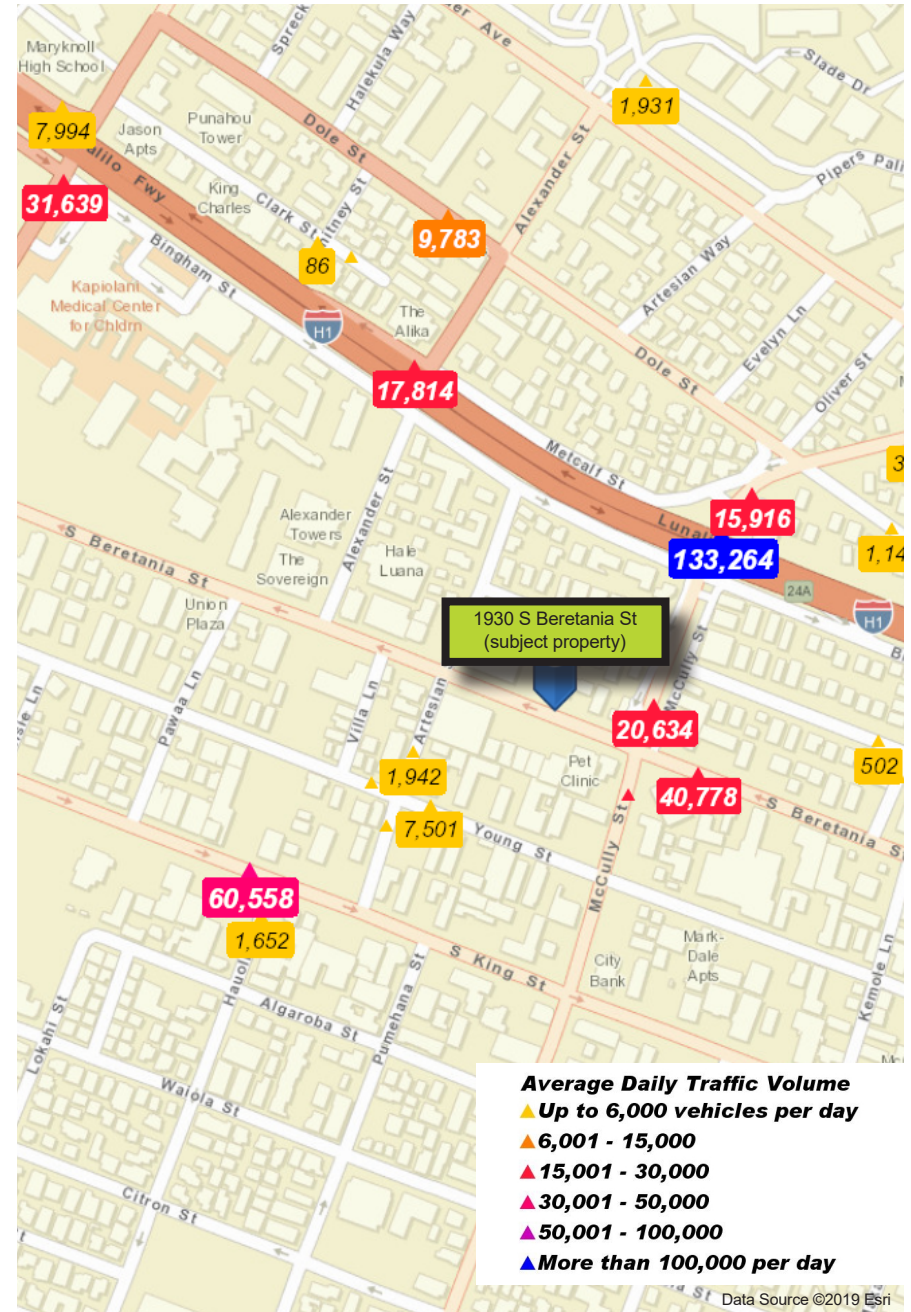 Maryknoll
High School
Spreck
Halekula Way
Ave
Slade Dr
1,931
7,994
Jason
Apts
Punahou
Tower
Dole St
Alexander St
Pipers Pali
31,639
King
Charles
Clark St
Fwy
9,783
86
Bingham St
Artesian Way
Kapiolani
Medical Center
for Chldrn
H1
The
Alika
Evelyn Ln
Dole St
Oliver St
17,814
Metcalf St
15,916
133,264
1,14
24A
H1
Alexander
Towers
The
Sovereign
Alexander St
Hale
Luana
S Beretania St
Union
Plaza
1930 S Beretania St
(subject property)
McCully St
Pawaa Ln
Villa Ln
Artesian
20,634
502
Pet
Clinic
1,942
40,778
S Beretania St
7,501
Young St
McCully St
60,558
1,652
S King St
City
Bank
Mark-
Dale
Apts
Kemole Ln
Lokahi St
Algaroba St
Pumehana St
Waiola St
Citron St
Average Daily Traffic Volume
Up to 6,000 vehicles per day
6,001 - 15,000
15,001 - 30,000
30,001 - 50,000
50,001 - 100,000
More than 100,000 per day
Data Source ©2019 Esri